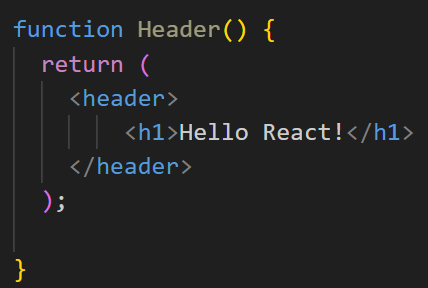 function Header() {
  return (
    <header>
        <h1>Hello React!</h1>
    </header>
  );

}